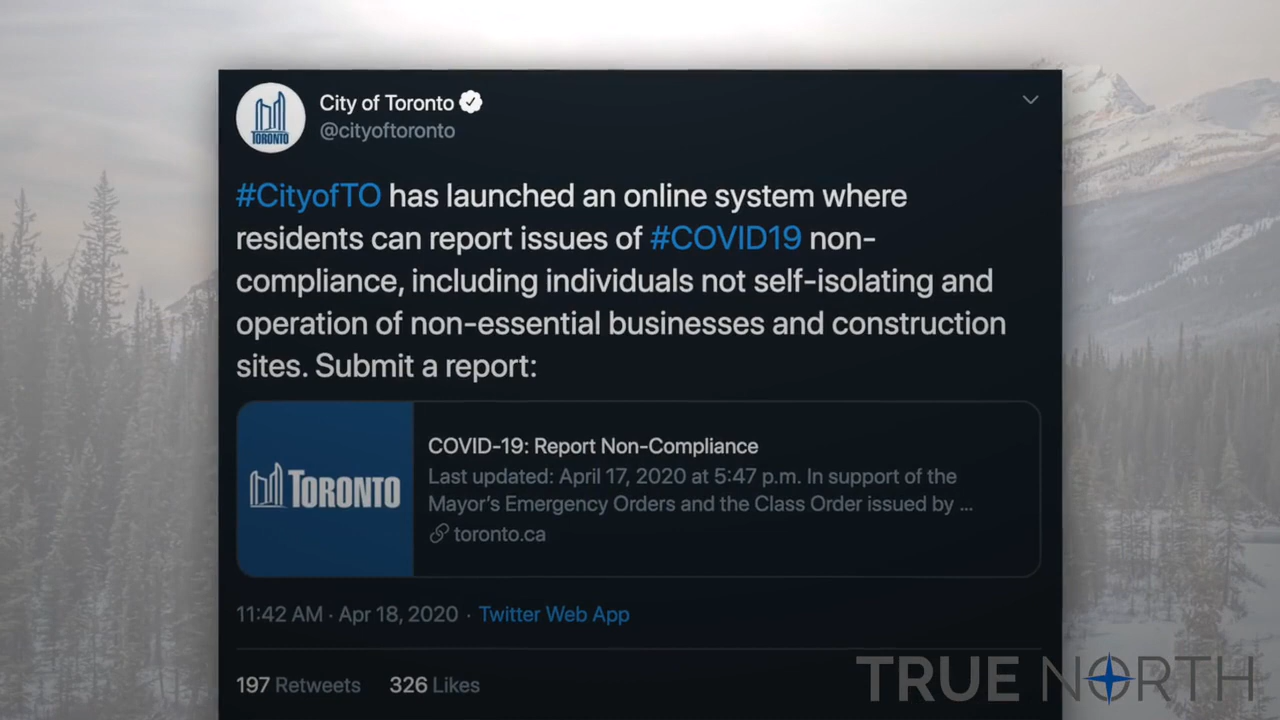 City of Toronto
@cityoftoronto
TORONTO
#CityofTO has launched an online system where
residents can report issues of #COVID19 non-
compliance, including individuals not self-isolating and
operation of non-essential businesses and construction
sites. Submit a report:
TORONTO
COVID-19: Report Non-Compliance
Last updated: April 17, 2020 at 5:47 p.m. In support of the
Mayor's Emergency Orders and the Class Order issued by ...
toronto.ca
11:42 AM · Apr 18, 2020 · Twitter Web App
197 Retweets 326 Likes
TRUE NORTH